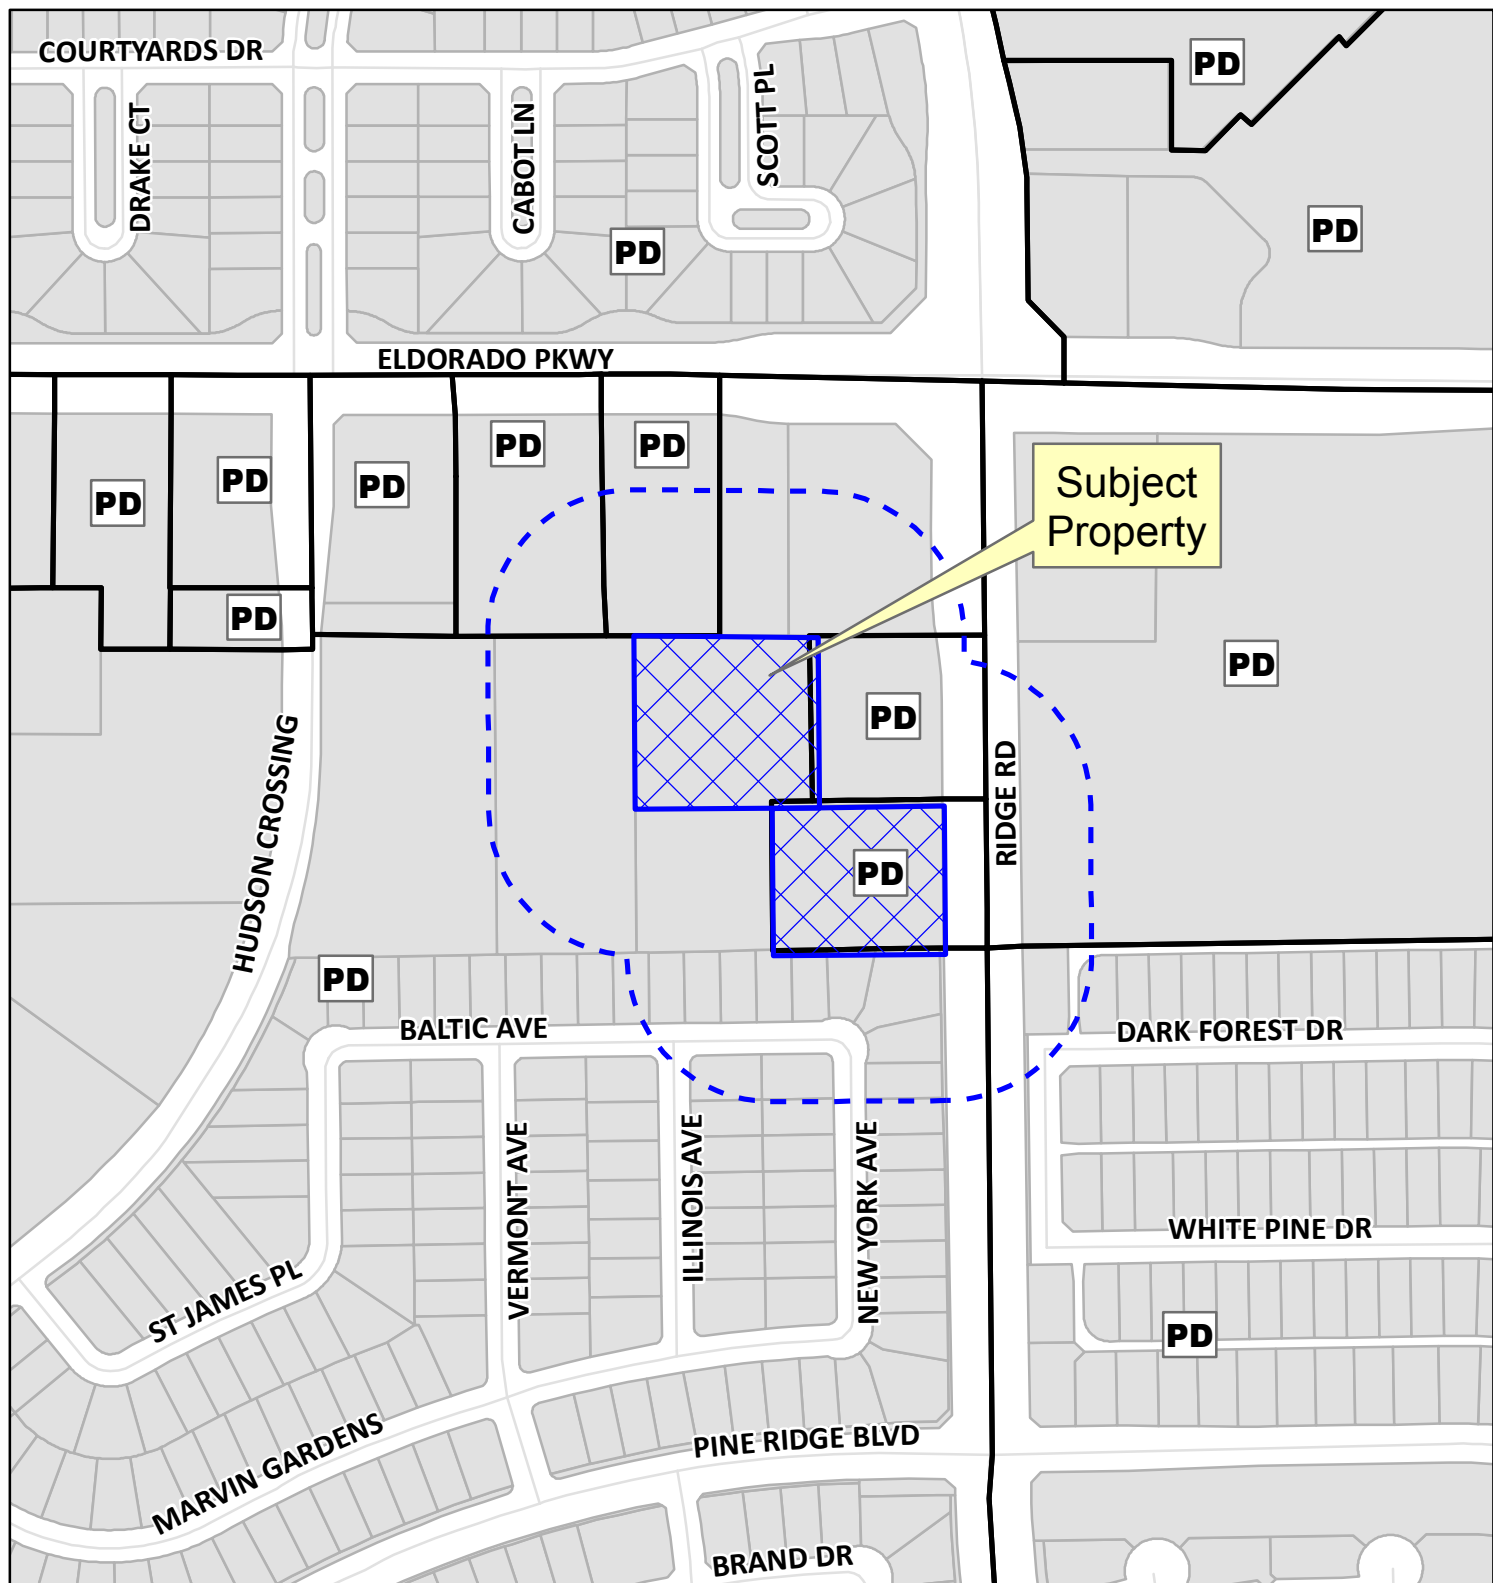 COURTYARDS DR
PD
SCOTT PL
DRAKE CT
CABOT LN
PD
PD
ELDORADO PKWY
PD
PD
PD
PD
PD
Subject
Property
PD
PD
PD
HUDSON CROSSING
RIDGE RD
PD
PD
BALTIC AVE
DARK FOREST DR
VERMONT AVE
ILLINOIS AVE
NEW YORK AVE
WHITE PINE DR
ST JAMES PL
PD
MARVIN GARDENS
PINE RIDGE BLVD
BRAND DR